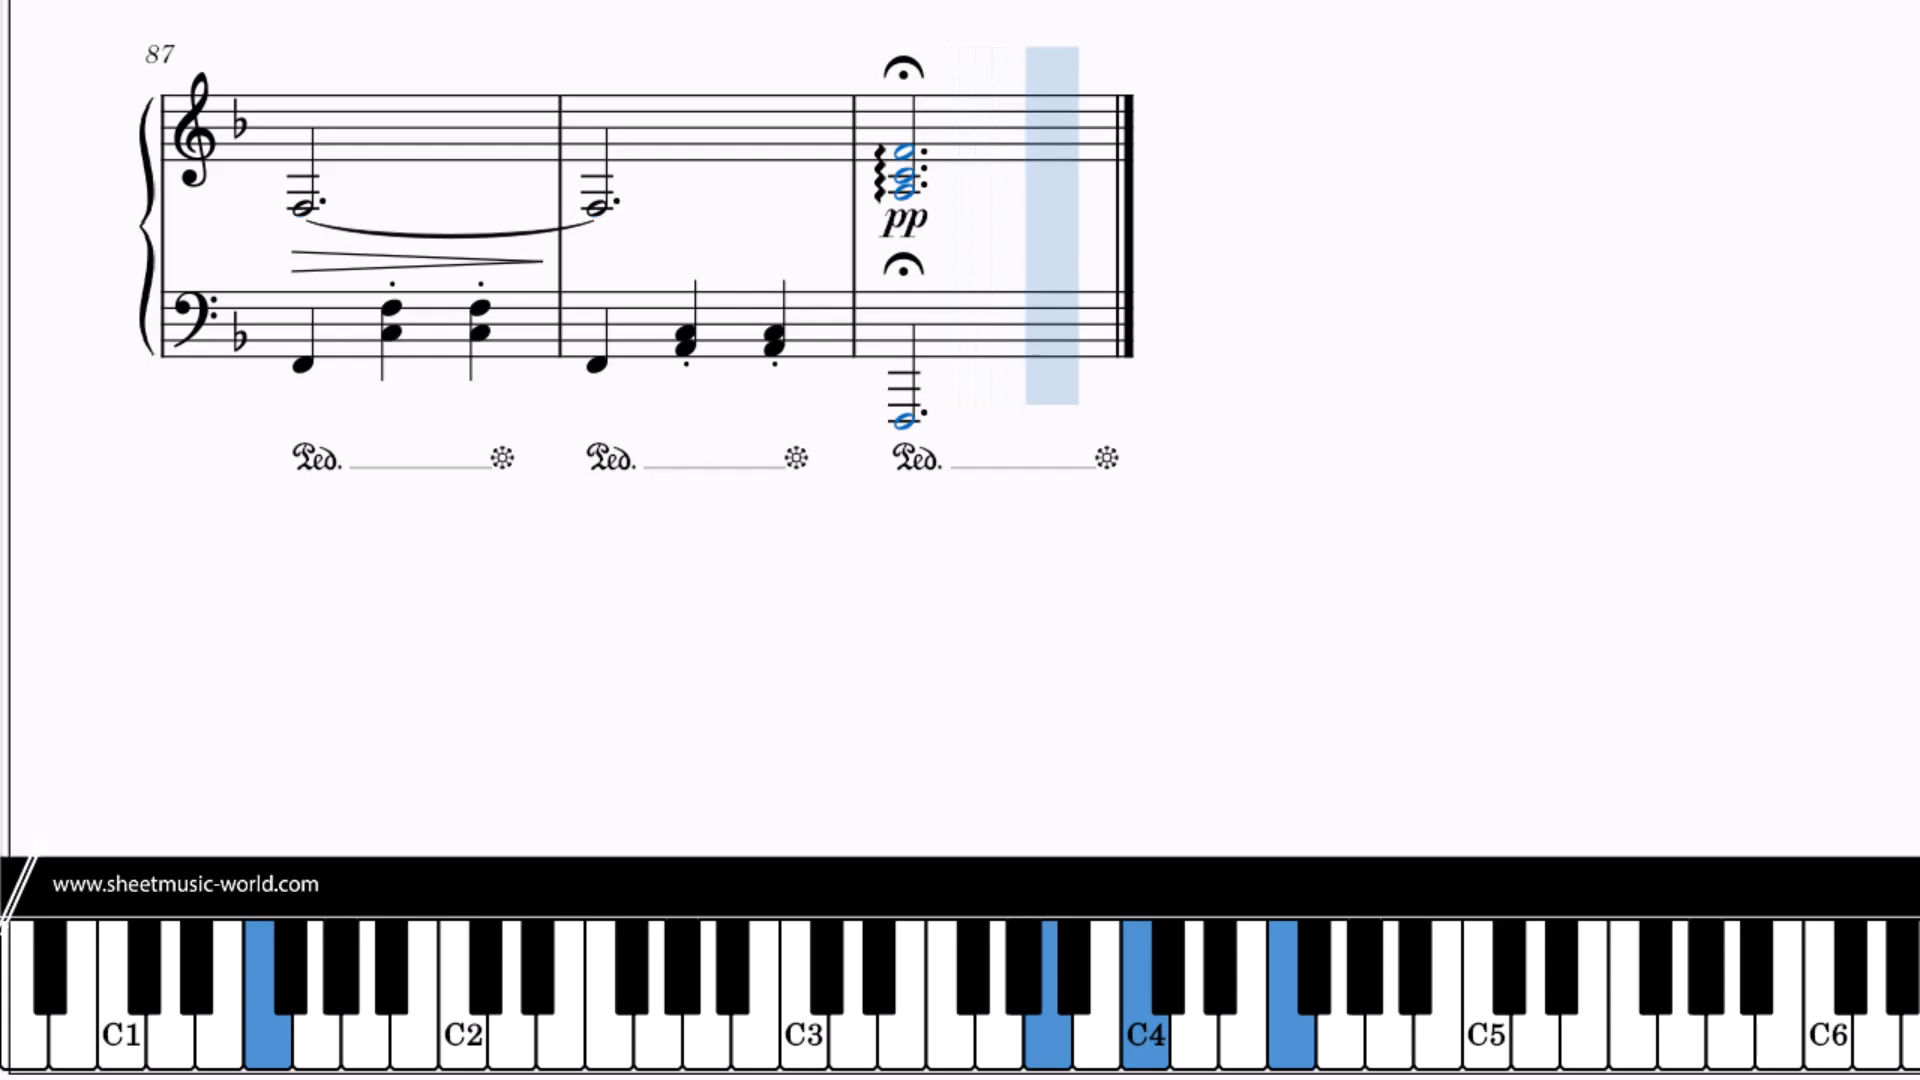 87
pp
Ped. Ped. Ped.
www.sheetmusic-world.com
C1 C2 C3 C4 C5 C6